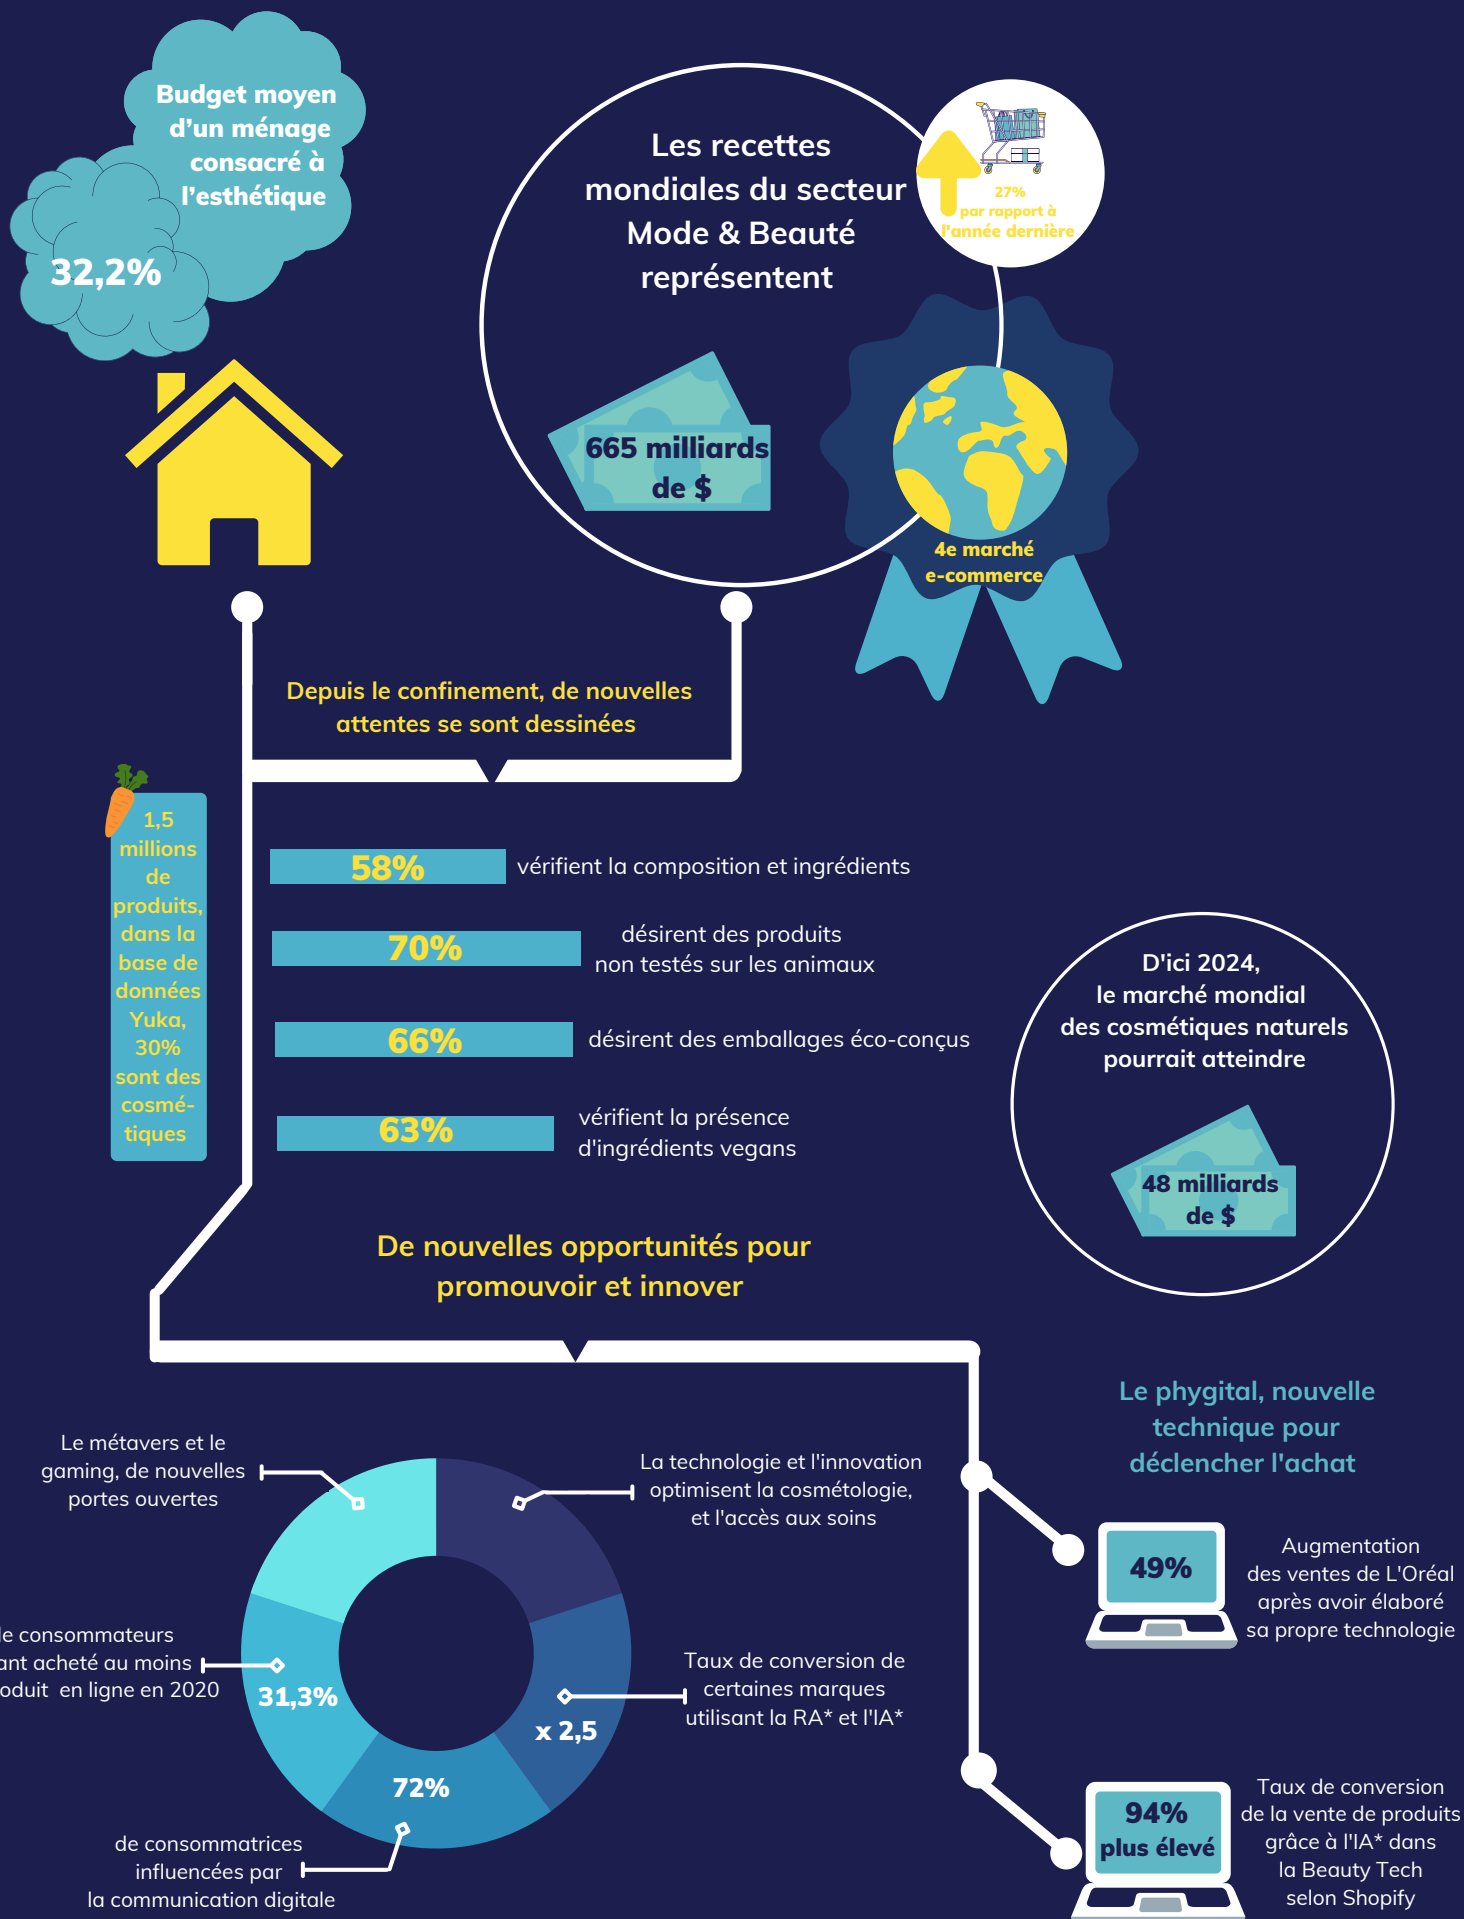 Budget moyen
d’un ménage
consacré à
l’esthétique
32,2%
Les recettes
mondiales du secteur
Mode & Beauté
représentent
665 milliards
de $
27%
par rapport à
l'année dernière
4e marché
e-commerce
Depuis le confinement, de nouvelles
attentes se sont dessinées
1,5
millions
de
produits,
dans la
base de
données
Yuka,
30%
sont des
cosmé-
tiques
58%
vérifient la composition et ingrédients
70%
désirent des produits
non testés sur les animaux
66%
désirent des emballages éco-conçus
63%
vérifient la présence
d'ingrédients vegans
D'ici 2024,
le marché mondial
des cosmétiques naturels
pourrait atteindre
48 milliards
de $
De nouvelles opportunités pour
promouvoir et innover
Le métavers et le
gaming, de nouvelles
portes ouvertes
La technologie et l'innovation
optimisent la cosmétologie,
et l'accès aux soins
consommateurs
acheté au moins
en ligne en 2020
31,3%
Taux de conversion de
certaines marques
utilisant la RA* et l'IA*
x 2,5
72%
de consommatrices
influencées par
la communication digitale
Le phygital, nouvelle
technique pour
déclencher l'achat
49%
Augmentation
des ventes de L'Oréal
après avoir élaboré
sa propre technologie
94%
plus élevé
Taux de conversion
de la vente de produits
grâce à l'IA* dans
la Beauty Tech
selon Shopify